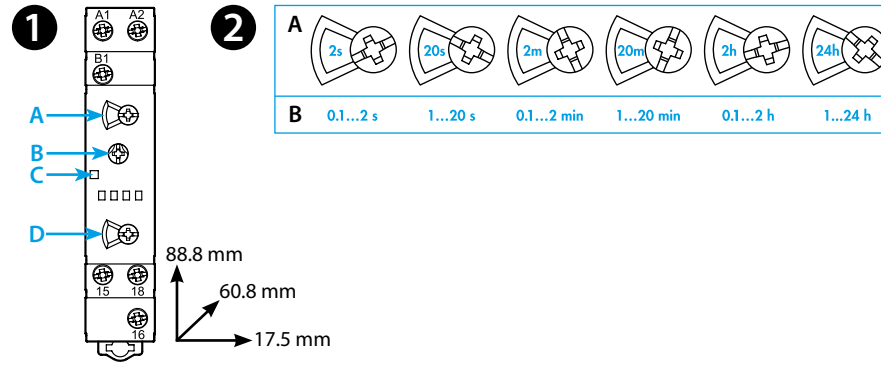 1
A1 A2
B1
A
B
C
D
15 18
16
88.8 mm
60.8 mm
17.5 mm
2
A 2s 20s 2m 20m 2h 24h
B 0.1...2 s 1...20 s 0.1...2 min 1...20 min 0.1...2 h 1...24 h